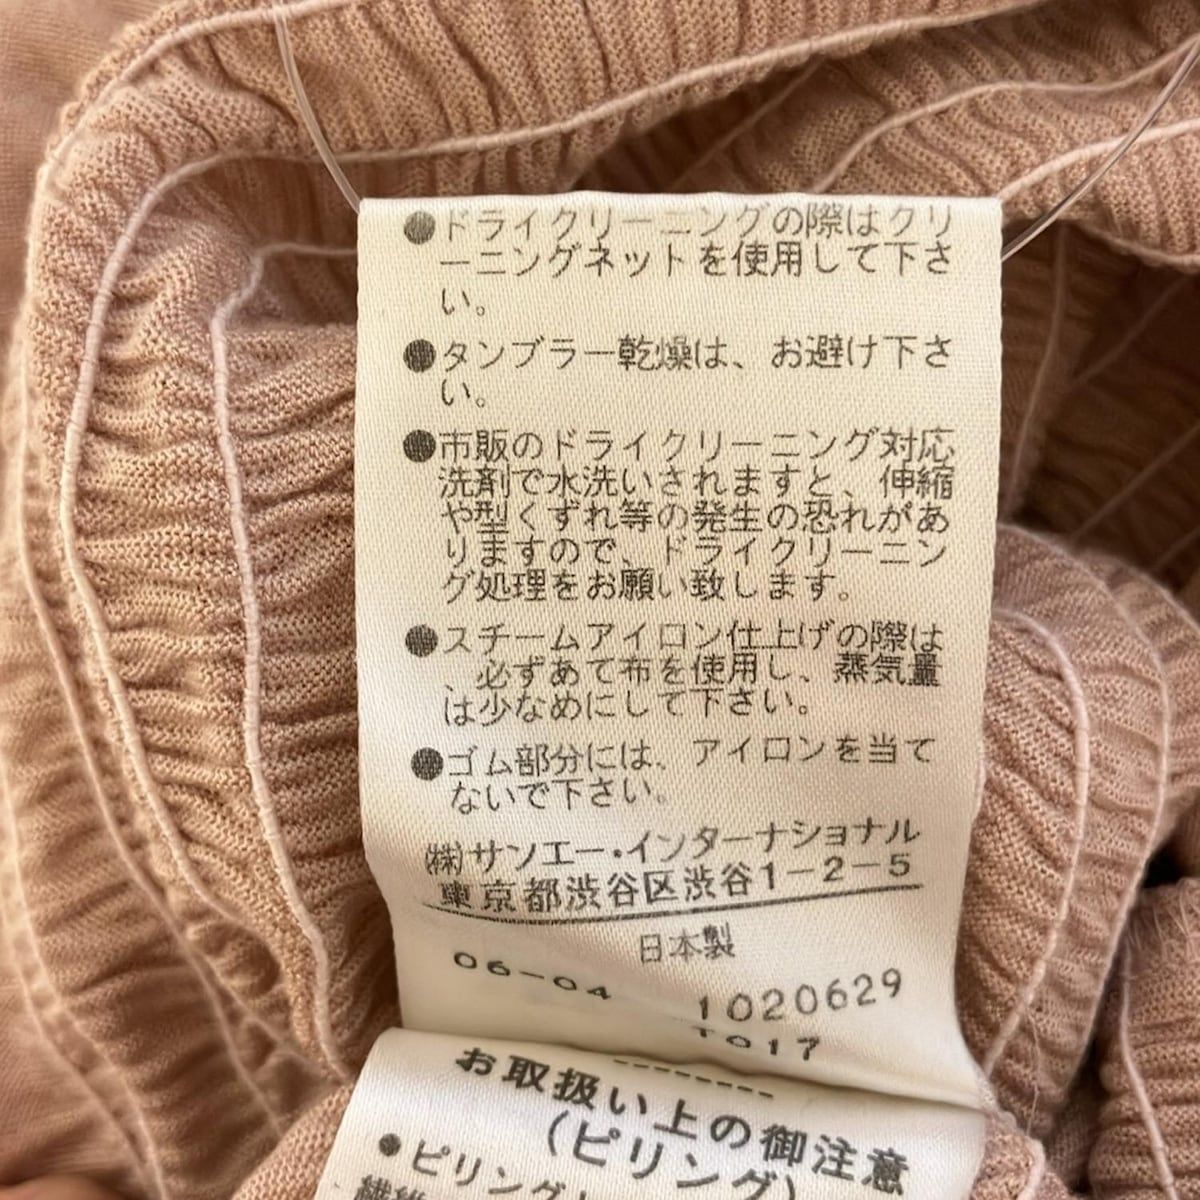 ●ドライクリーニングの際はクリ
ーニングネットを使用して下さ
い。
●タンブラー乾燥は、お避け下さ
い。
●市販のドライクリーニング対応
洗剤で水洗いされますと、伸縮
や型くずれ等の発生の恐れがあ
りますので、ドライクリーニン
グ処理をお願い致します。
●スチームアイロン仕上げの際は
、必ずあて布を使用し、蒸気量
は少なめにして下さい。
●ゴム部分には、アイロンを当て
ないで下さい。
㈱サンエー・インターナショナル
東京都渋谷区渋谷1-2-5
日本製
06-04 1020629
1017
--------
お取扱い上の御注意
(ピリング)
●ピリング
繊維